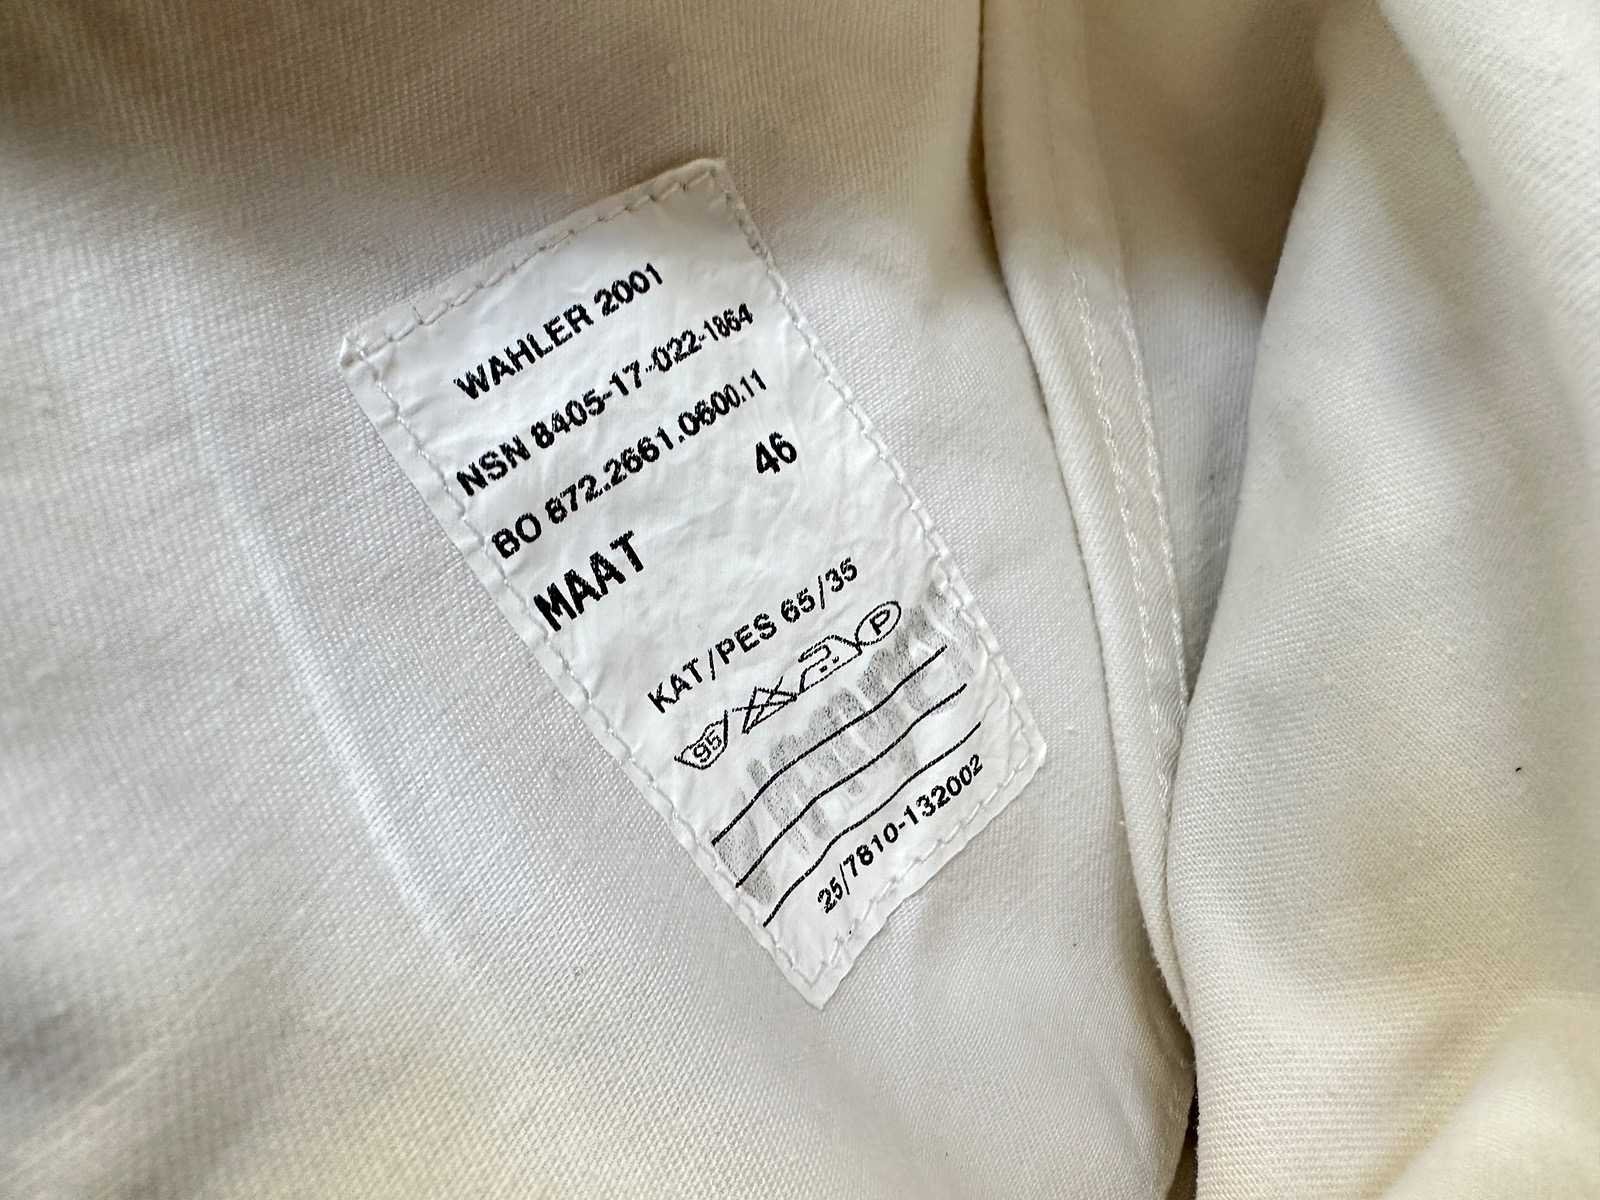 WAHLER 2001
NSN 8405-17-022-1864
BO 872.2661.0600.11
MAAT 46
KAT/PES 65/35
95 P
25/7810-132002